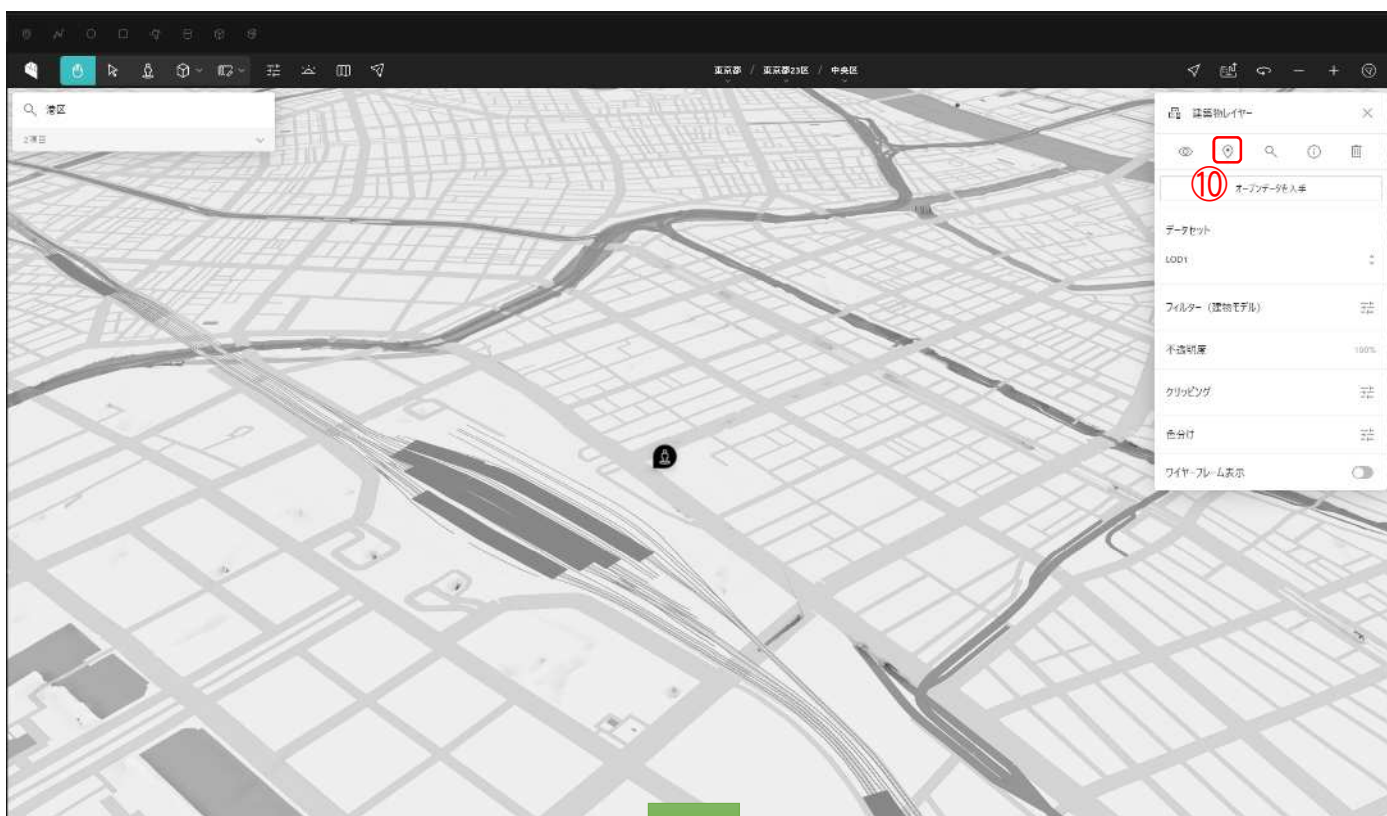 東京都 / 東京都23区 / 中央区
港区
2項目
建築物レイヤー
⑩
オープンデータを入手
データセット
LOD1
フィルター（建物モデル）
不透明度 100%
クリッピング
色分け
ワイヤーフレーム表示